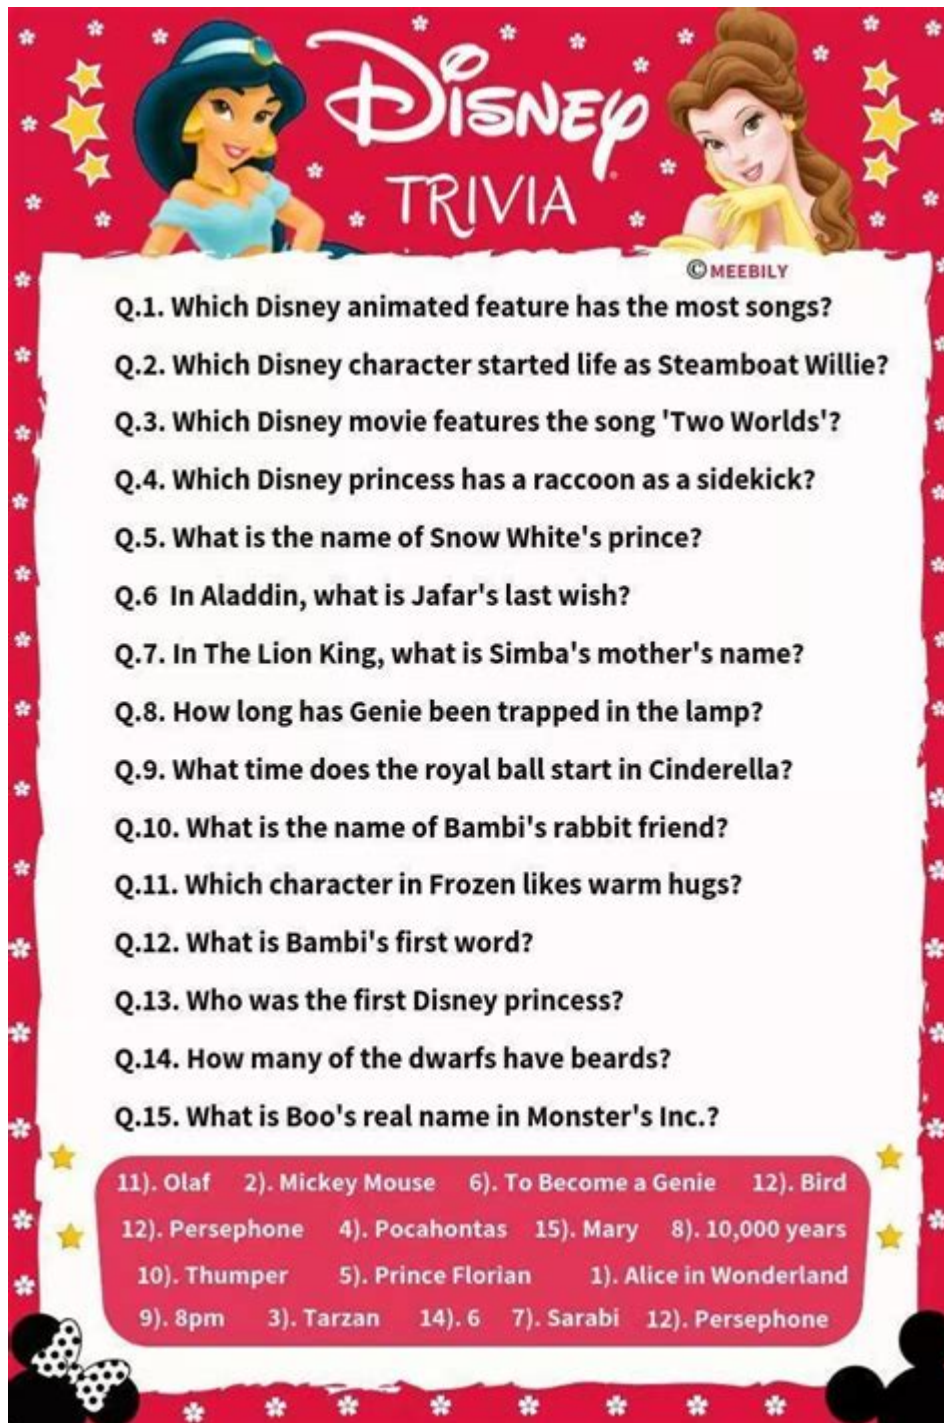 Disney
TRIVIA
© MEEBILY
Q.1. Which Disney animated feature has the most songs?
Q.2. Which Disney character started life as Steamboat Willie?
Q.3. Which Disney movie features the song 'Two Worlds'?
Q.4. Which Disney princess has a raccoon as a sidekick?
Q.5. What is the name of Snow White's prince?
Q.6 In Aladdin, what is Jafar's last wish?
Q.7. In The Lion King, what is Simba's mother's name?
Q.8. How long has Genie been trapped in the lamp?
Q.9. What time does the royal ball start in Cinderella?
Q.10. What is the name of Bambi's rabbit friend?
Q.11. Which character in Frozen likes warm hugs?
Q.12. What is Bambi's first word?
Q.13. Who was the first Disney princess?
Q.14. How many of the dwarfs have beards?
Q.15. What is Boo's real name in Monster's Inc.?
11). Olaf 2). Mickey Mouse 6). To Become a Genie 12). Bird
12). Persephone 4). Pocahontas 15). Mary 8). 10,000 years
10). Thumper 5). Prince Florian 1). Alice in Wonderland
9). 8pm 3). Tarzan 14). 6 7). Sarabi 12). Persephone